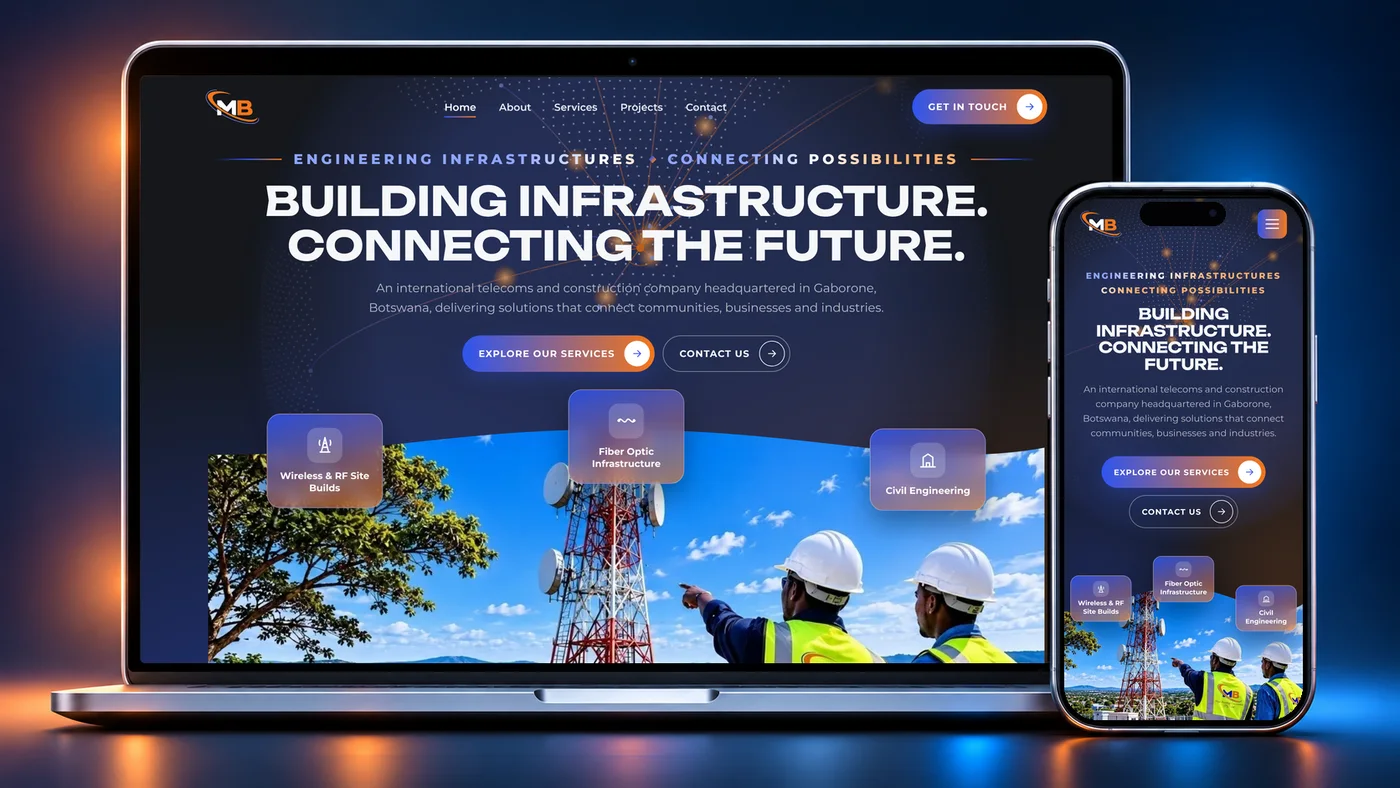 MB
Home About Services Projects Contact
GET IN TOUCH
ENGINEERING INFRASTRUCTURES • CONNECTING POSSIBILITIES
BUILDING INFRASTRUCTURE.
CONNECTING THE FUTURE.
An international telecoms and construction company headquartered in Gaborone,
Botswana, delivering solutions that connect communities, businesses and industries.
EXPLORE OUR SERVICES
CONTACT US
Wireless & RF Site
Builds
Fiber Optic
Infrastructure
Civil Engineering
MB
ENGINEERING INFRASTRUCTURES
CONNECTING POSSIBILITIES
BUILDING
INFRASTRUCTURE.
CONNECTING THE
FUTURE.
An international telecoms and construction
company headquartered in Gaborone,
Botswana, delivering solutions that connect
communities, businesses and industries.
EXPLORE OUR SERVICES
CONTACT US
Wireless & RF
Site Builds
Fiber Optic
Infrastructure
Civil
Engineering
MB
MB